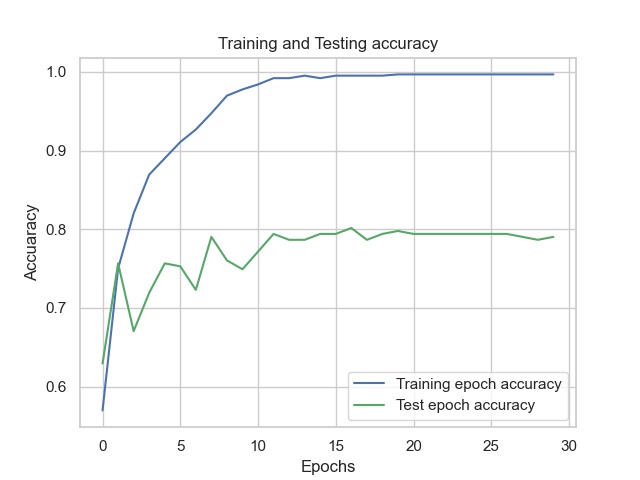 Training and Testing accuracy
1.0
0.9
0.8
0.7
0.6
Accuaracy
Training epoch accuracy
Test epoch accuracy
0 5 10 15 20 25 30
Epochs